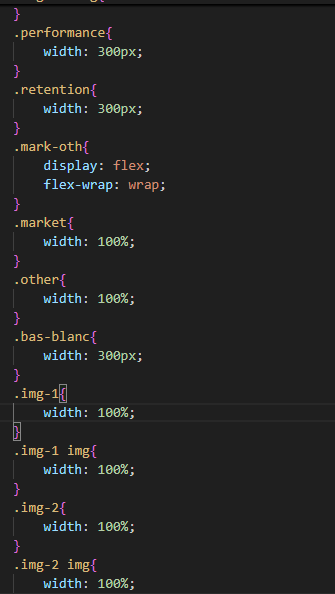 }
.performance{
    width: 300px;
}
.retention{
    width: 300px;
}
.mark-oth{
    display: flex;
    flex-wrap: wrap;
}
.market{
    width: 100%;
}
.other{
    width: 100%;
}
.bas-blanc{
    width: 300px;
}
.img-1{
    width: 100%;
}
.img-1 img{
    width: 100%;
}
.img-2{
    width: 100%;
}
.img-2 img{
    width: 100%;